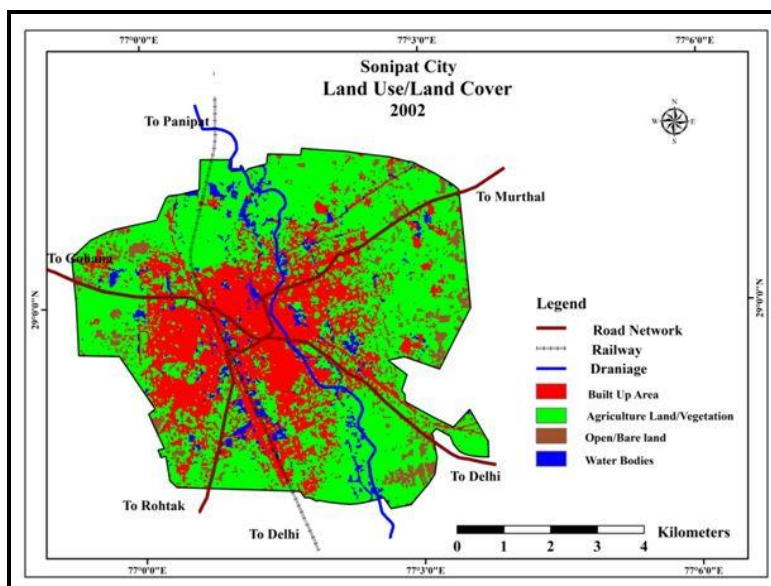 77°0'0"E
77°3'0"E
77°6'0"E
Sonipat City
Land Use/Land Cover
2002
N
W
E
S
To Panipat
To Murthal
To Gohana
29°0'0"N
29°0'0"N
Legend
Road Network
Railway
Draniage
Built Up Area
Agriculture Land/Vegetation
Open/Bare land
Water Bodies
To Delhi
To Rohtak
To Delhi
Kilometers
0 1 2 3 4
77°0'0"E
77°3'0"E
77°6'0"E